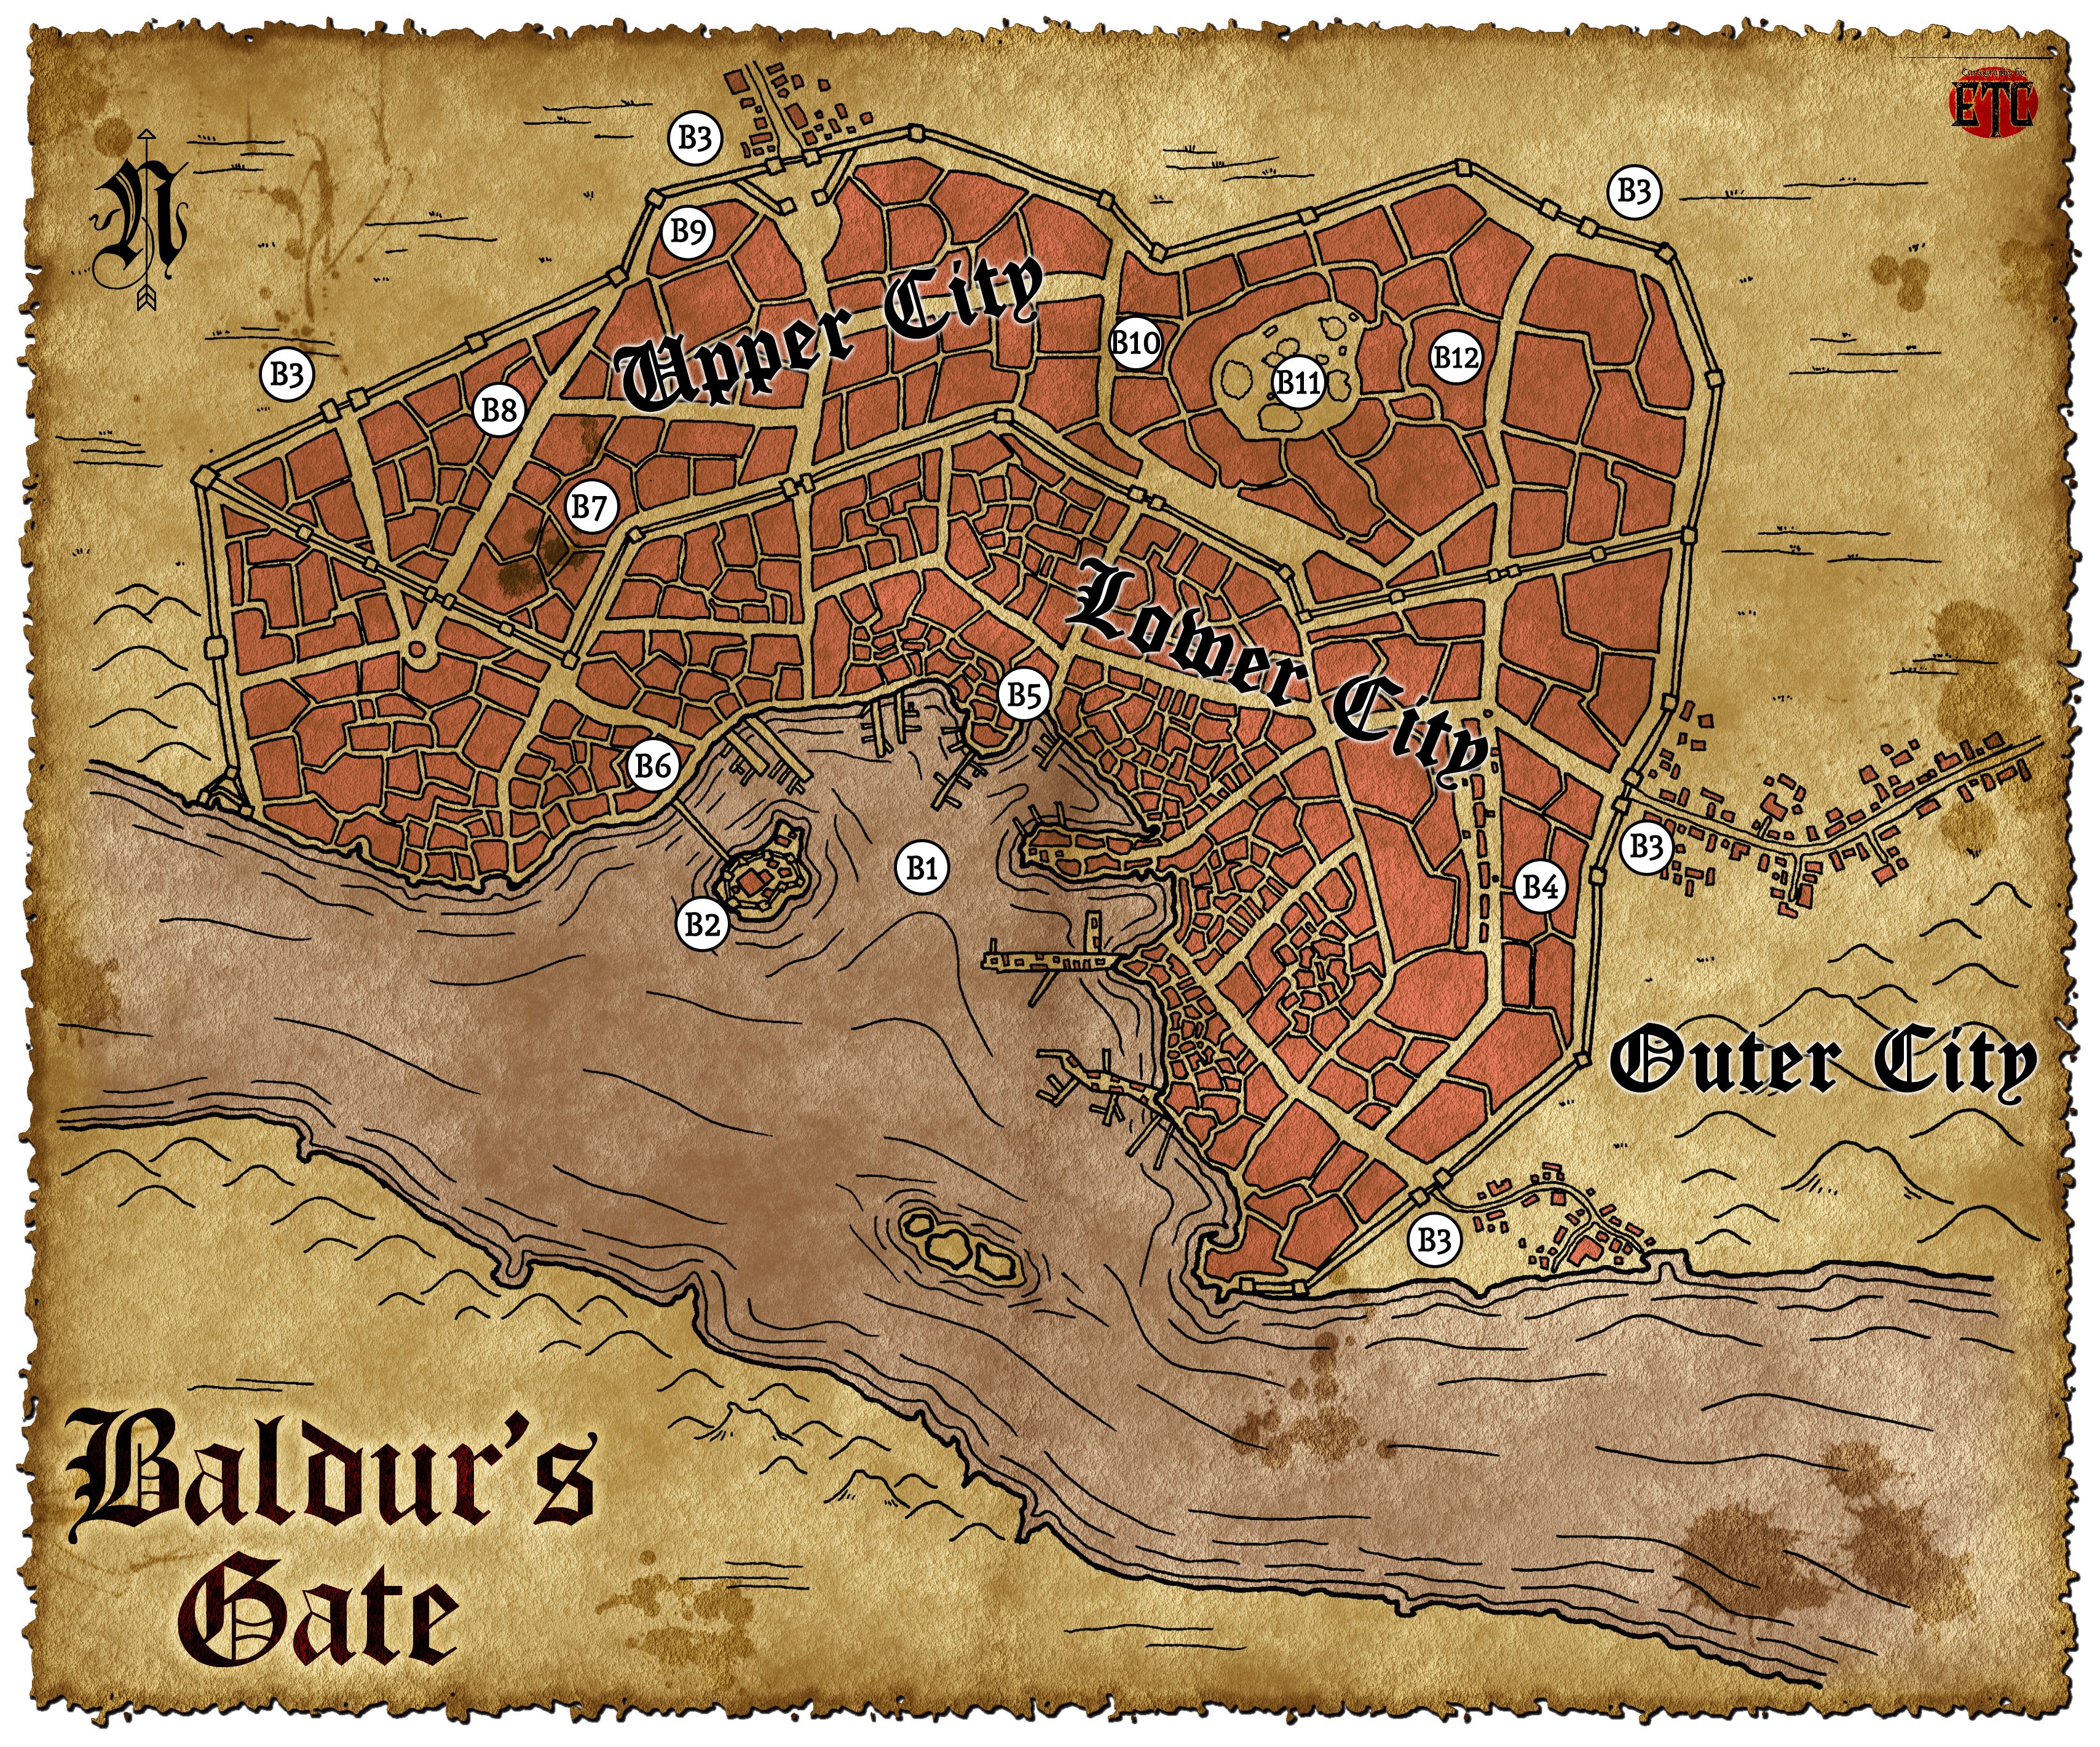 Cartography by:
ETC
N
B3
B3
B9
Upper City
B10
B12
B3
B11
B8
B7
Lower City
B5
B6
B1
B3
B4
B2
Outer City
B3
Baldur's
Gate